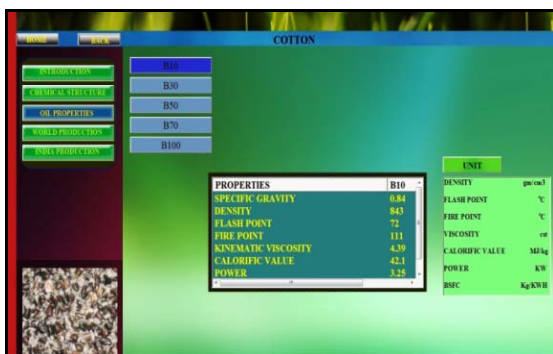 HOME BACK COTTON
INTRODUCTION
CHEMICAL STRUCTURE
OIL PROPERTIES
WORLD PRODUCTION
INDIA PRODUCTION
B10
B30
B50
B70
B100
PROPERTIES B10
SPECIFIC GRAVITY 0.84
DENSITY 843
FLASH POINT 72
FIRE POINT 111
KINEMATIC VISCOSITY 4.39
CALORIFIC VALUE 42.1
POWER 3.25
UNIT
DENSITY gm/cm3
FLASH POINT °C
FIRE POINT °C
VISCOSITY cst
CALORIFIC VALUE MJ/kg
POWER KW
BSFC Kg/KWH